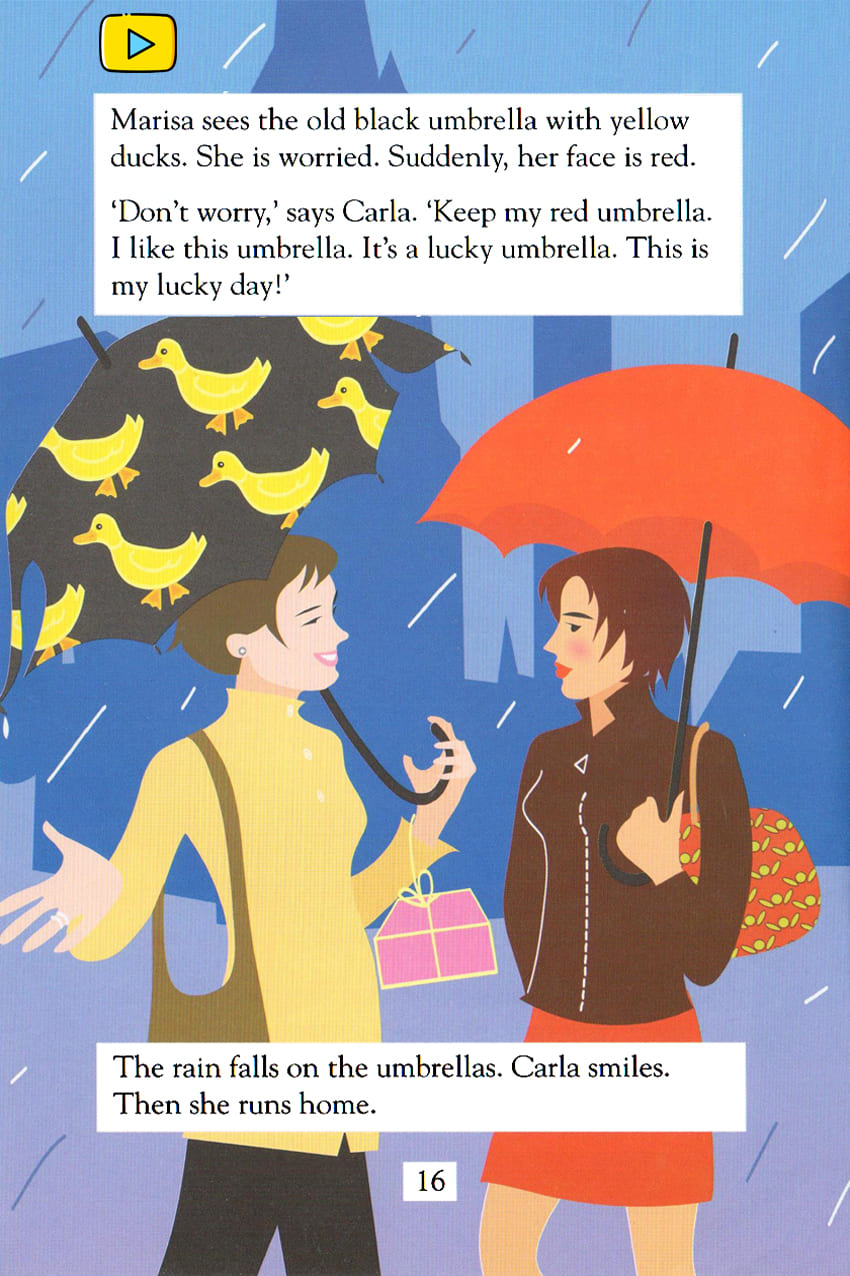 Marisa sees the old black umbrella with yellow
ducks. She is worried. Suddenly, her face is red.
‘Don’t worry,’ says Carla. ‘Keep my red umbrella.
I like this umbrella. It’s a lucky umbrella. This is
my lucky day!’
The rain falls on the umbrellas. Carla smiles.
Then she runs home.
16